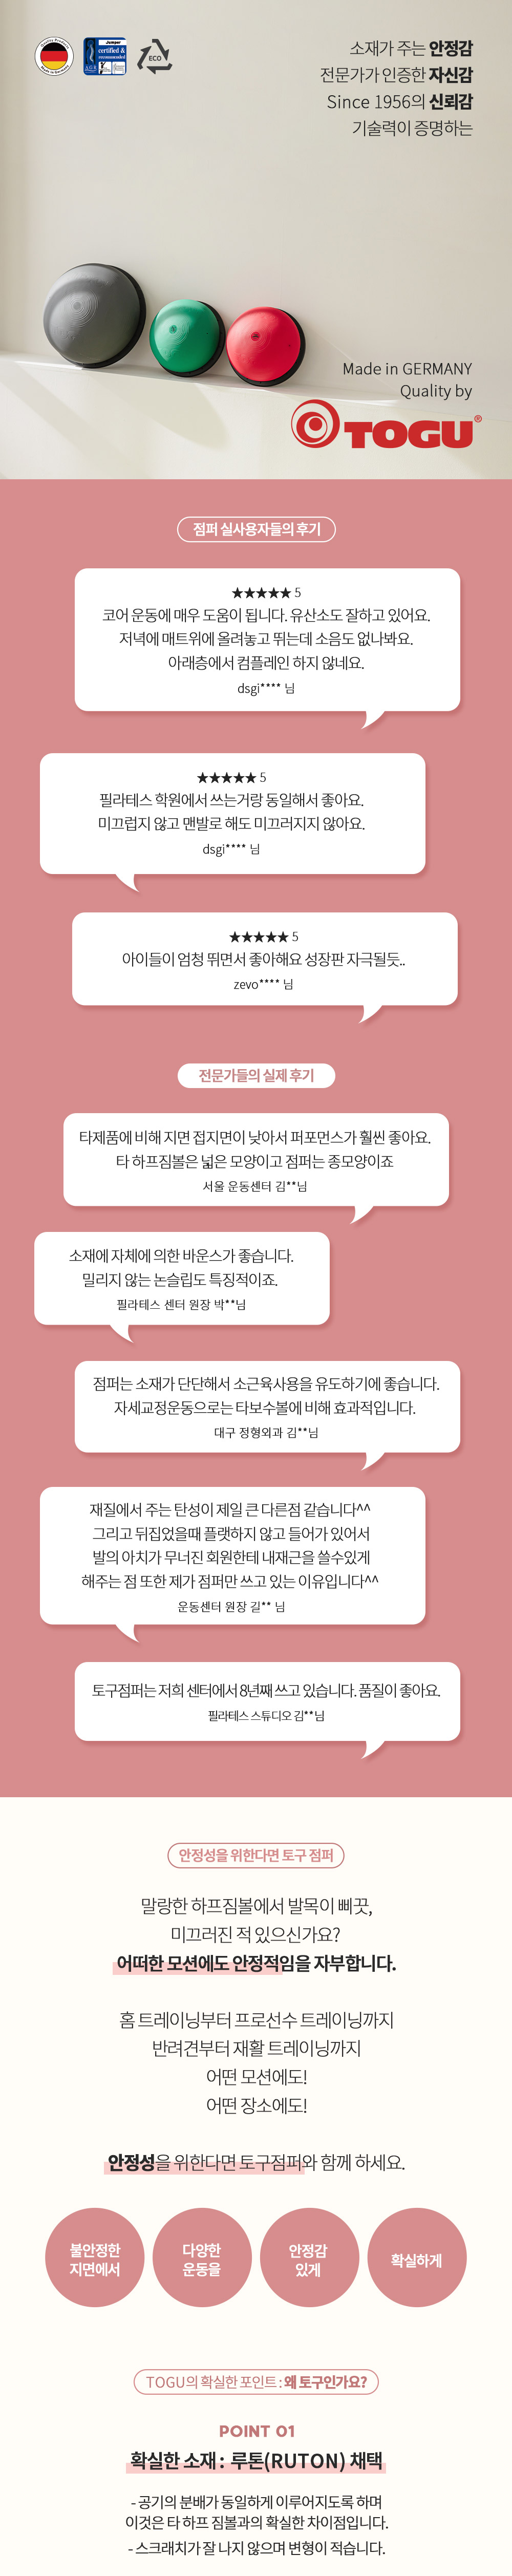 ECO
소재가 주는 안정감
전문가가 인증한 자신감
Since 1956의 신뢰감
기술력이 증명하는
Made in GERMANY
Quality by
TOGU®
점퍼 실사용자들의 후기
★★★★★ 5
코어 운동에 매우 도움이 됩니다. 유산소도 잘하고 있어요.
저녁에 매트위에 올려놓고 뛰는데 소음도 없나봐요.
아래층에서 컴플레인 하지 않네요.
dsgi**** 님
★★★★★ 5
필라테스 학원에서 쓰는거랑 동일해서 좋아요.
미끄럽지 않고 맨발로 해도 미끄러지지 않아요.
dsgi**** 님
★★★★★ 5
아이들이 엄청 뛰면서 좋아해요 성장판 자극될듯..
zevo**** 님
전문가들의 실제 후기
타제품에 비해 지면 접지면이 낮아서 퍼포먼스가 훨씬 좋아요.
타 하프짐볼은 넓은 모양이고 점퍼는 종모양이죠
서울 운동센터 김**님
소재에 자체에 의한 바운스가 좋습니다.
밀리지 않는 논슬립도 특징적이죠.
필라테스 센터 원장 박**님
점퍼는 소재가 단단해서 소근육사용을 유도하기에 좋습니다.
자세교정운동으로는 타보수볼에 비해 효과적입니다.
대구 정형외과 김**님
재질에서 주는 탄성이 제일 큰 다른점 같습니다^^
그리고 뒤집었을때 플랫하지 않고 들어가 있어서
발의 아치가 무너진 회원한테 내재근을 쓸수있게
해주는 점 또한 제가 점퍼만 쓰고 있는 이유입니다^^
운동센터 원장 길** 님
토구점퍼는 저희 센터에서 8년째 쓰고 있습니다. 품질이 좋아요.
필라테스 스튜디오 김**님
안정성을 위한다면 토구 점퍼
말랑한 하프짐볼에서 발목이 삐끗,
미끄러진 적 있으신가요?
어떠한 모션에도 안정적임을 자부합니다.
홈 트레이닝부터 프로선수 트레이닝까지
반려견부터 재활 트레이닝까지
어떤 모션에도!
어떤 장소에도!
안정성을 위한다면 토구점퍼와 함께 하세요.
불안정한
지면에서
다양한
운동을
안정감
있게
확실하게
TOGU의 확실한 포인트 : 왜 토구인가요?
POINT 01
확실한 소재 : 루톤(RUTON) 채택
- 공기의 분배가 동일하게 이루어지도록 하며
이것은 타 하프 짐볼과의 확실한 차이점입니다.
- 스크래치가 잘 나지 않으며 변형이 적습니다.